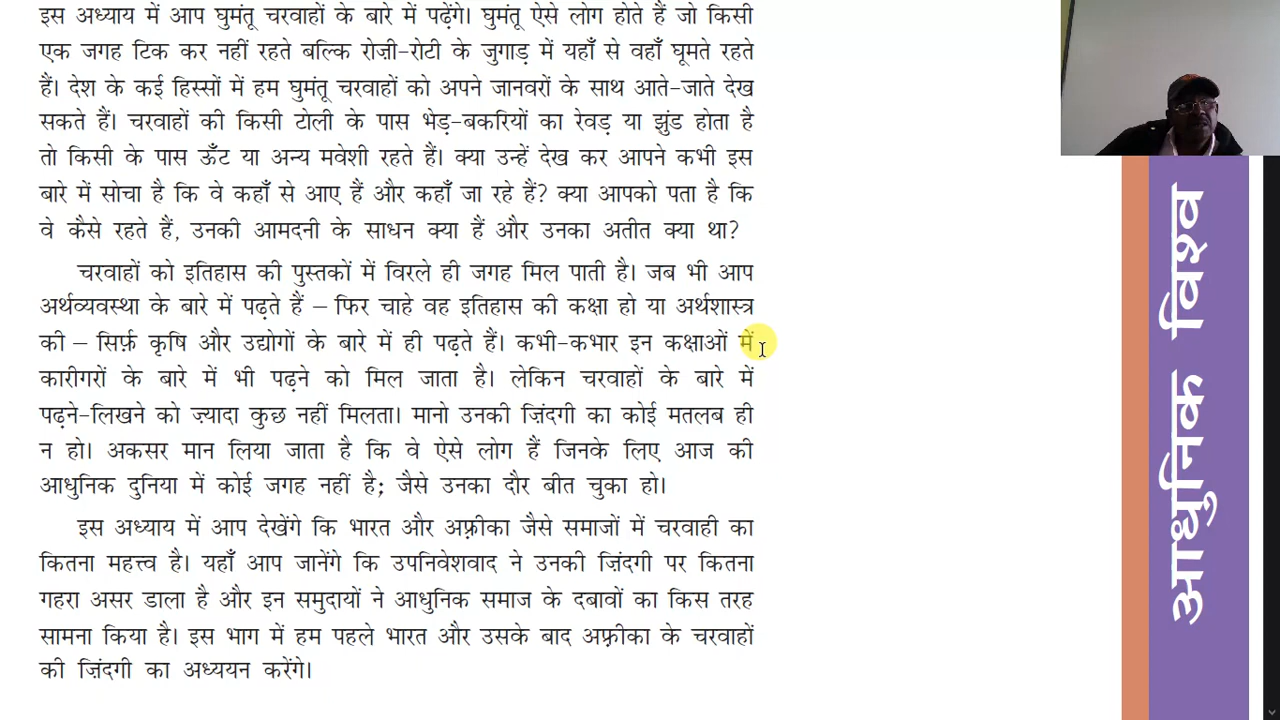 इस अध्याय में आप घुमंतू चरवाहों के बारे में पढ़ेंगे। घुमंतू ऐसे लोग होते हैं जो किसी
एक जगह टिक कर नहीं रहते बल्कि रोज़ी-रोटी के जुगाड़ में यहाँ से वहाँ घूमते रहते
हैं। देश के कई हिस्सों में हम घुमंतू चरवाहों को अपने जानवरों के साथ आते-जाते देख
सकते हैं। चरवाहों की किसी टोली के पास भेड़-बकरियों का रेवड़ या झुंड होता है
तो किसी के पास ऊँट या अन्य मवेशी रहते हैं। क्या उन्हें देख कर आपने कभी इस
बारे में सोचा है कि वे कहाँ से आए हैं और कहाँ जा रहे हैं? क्या आपको पता है कि
वे कैसे रहते हैं, उनकी आमदनी के साधन क्या हैं और उनका अतीत क्या था?
चरवाहों को इतिहास की पुस्तकों में विरले ही जगह मिल पाती है। जब भी आप
अर्थव्यवस्था के बारे में पढ़ते हैं – फिर चाहे वह इतिहास की कक्षा हो या अर्थशास्त्र
की – सिर्फ़ कृषि और उद्योगों के बारे में ही पढ़ते हैं। कभी-कभार इन कक्षाओं में
कारीगरों के बारे में भी पढ़ने को मिल जाता है। लेकिन चरवाहों के बारे में
पढ़ने-लिखने को ज़्यादा कुछ नहीं मिलता। मानो उनकी ज़िंदगी का कोई मतलब ही
न हो। अकसर मान लिया जाता है कि वे ऐसे लोग हैं जिनके लिए आज की
आधुनिक दुनिया में कोई जगह नहीं है; जैसे उनका दौर बीत चुका हो।
इस अध्याय में आप देखेंगे कि भारत और अफ़्रीका जैसे समाजों में चरवाही का
कितना महत्त्व है। यहाँ आप जानेंगे कि उपनिवेशवाद ने उनकी ज़िंदगी पर कितना
गहरा असर डाला है और इन समुदायों ने आधुनिक समाज के दबावों का किस तरह
सामना किया है। इस भाग में हम पहले भारत और उसके बाद अफ़्रीका के चरवाहों
की ज़िंदगी का अध्ययन करेंगे।
आधुनिक विश्व